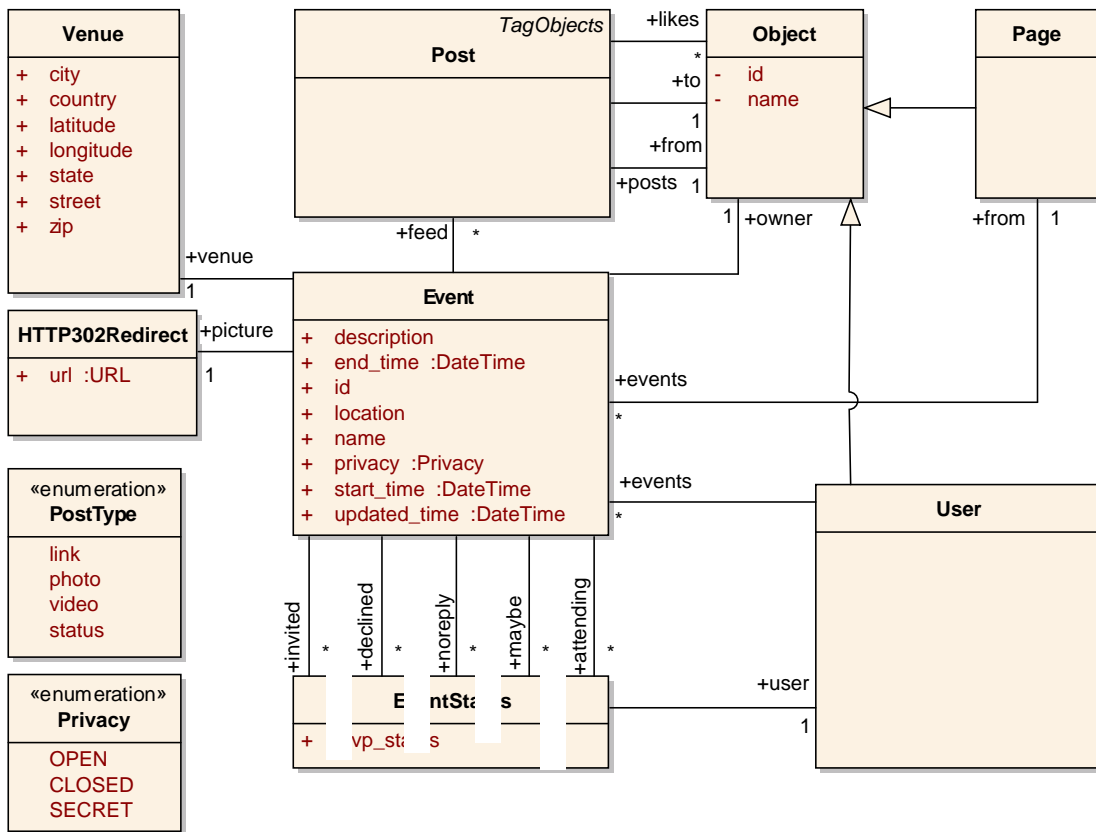 Venue
+ city
+ country
+ latitude
+ longitude
+ state
+ street
+ zip
TagObjects
Post
+likes
*
+to
1
+from
+posts 1
Object
- id
- name
Page
1 +owner
+from 1
+feed *
+venue
1
HTTP302Redirect
+ url :URL
+picture
1
Event
+ description
+ end_time :DateTime
+ id
+ location
+ name
+ privacy :Privacy
+ start_time :DateTime
+ updated_time :DateTime
+events
*
+events
*
User
«enumeration»
PostType
link
photo
video
status
+invited *
+declined *
+noreply *
+maybe *
+attending *
«enumeration»
Privacy
OPEN
CLOSED
SECRET
+
+user
1